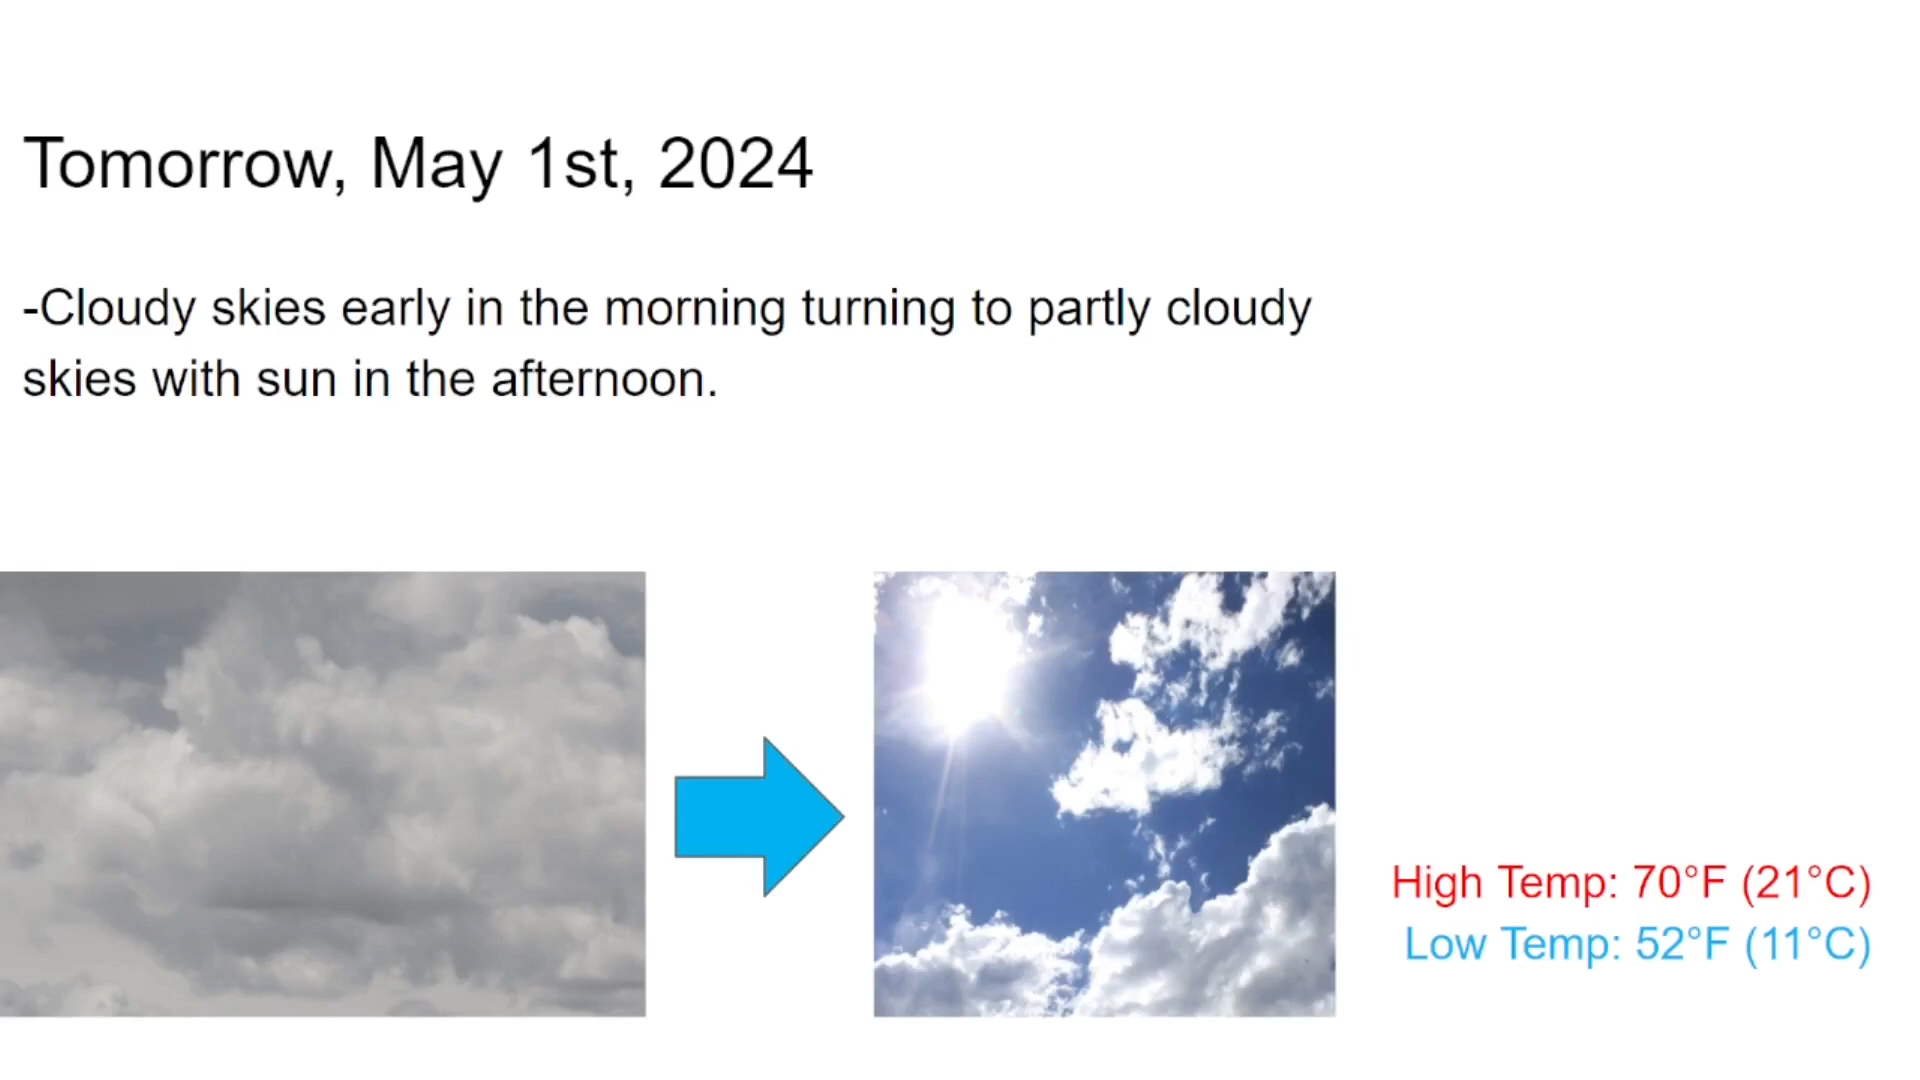 Tomorrow, May 1st, 2024
-Cloudy skies early in the morning turning to partly cloudy
skies with sun in the afternoon.
High Temp: 70°F (21°C)
Low Temp: 52°F (11°C)